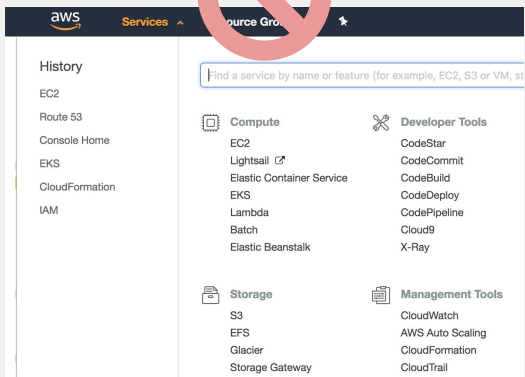 aws
Services
ource Gro
History
EC2
Route 53
Console Home
EKS
CloudFormation
IAM
Find a service by name or feature (for example, EC2, S3 or VM, st
Compute
EC2
Lightsail
Elastic Container Service
EKS
Lambda
Batch
Elastic Beanstalk
Developer Tools
CodeStar
CodeCommit
CodeBuild
CodeDeploy
CodePipeline
Cloud9
X-Ray
Storage
S3
EFS
Glacier
Storage Gateway
Management Tools
CloudWatch
AWS Auto Scaling
CloudFormation
CloudTrail